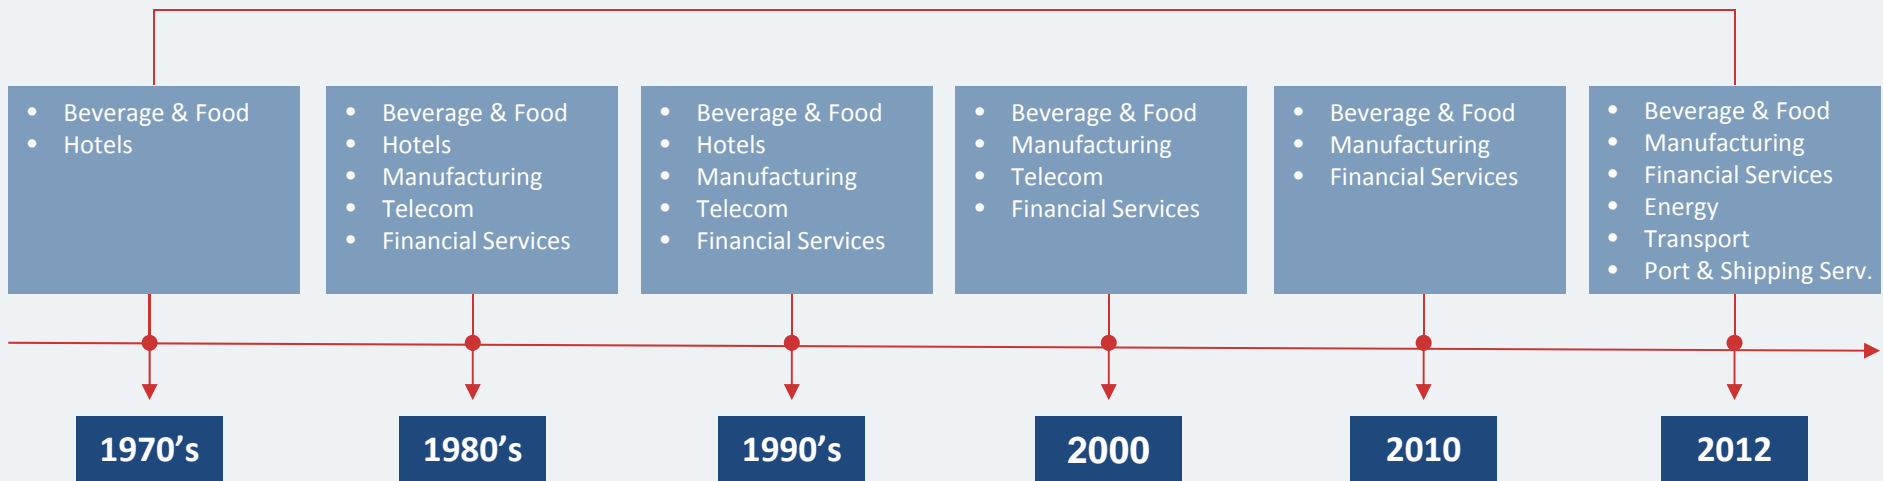 • Beverage & Food
• Hotels
• Beverage & Food
• Hotels
• Manufacturing
• Telecom
• Financial Services
• Beverage & Food
• Hotels
• Manufacturing
• Telecom
• Financial Services
• Beverage & Food
• Manufacturing
• Telecom
• Financial Services
• Beverage & Food
• Manufacturing
• Financial Services
• Beverage & Food
• Manufacturing
• Financial Services
• Energy
• Transport
• Port & Shipping Serv.
1970’s
1980’s
1990’s
2000
2010
2012